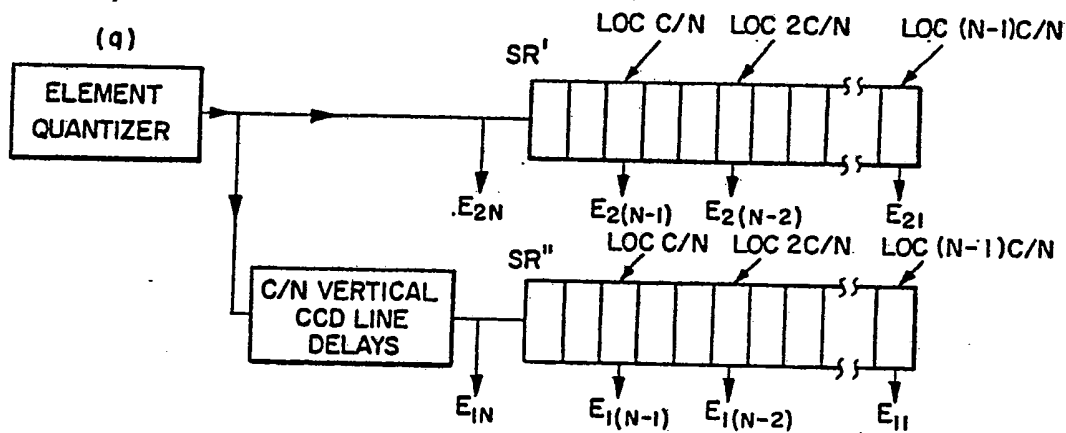 (a)
LOC C/N LOC 2C/N LOC (N-1)C/N
SR'
ELEMENT
QUANTIZER
.E2N E2(N-1) E2(N-2) E21
LOC C/N LOC 2C/N. LOC (N-1)C/N
SR"
C/N VERTICAL
CCD LINE
DELAYS
E1N E1(N-1) E1(N-2) E11